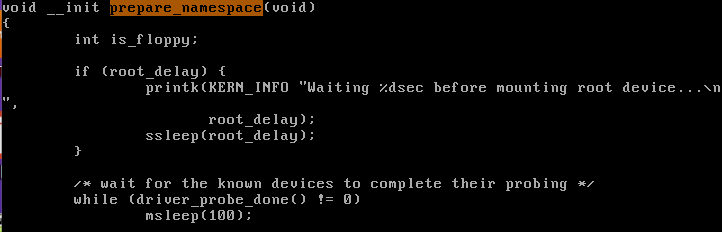 void __init prepare_namespace(void)
{
        int is_floppy;

        if (root_delay) {
                printk(KERN_INFO "Waiting %dsec before mounting root device...\n
",
                       root_delay);
                ssleep(root_delay);
        }

        /* wait for the known devices to complete their probing */
        while (driver_probe_done() != 0)
                msleep(100);